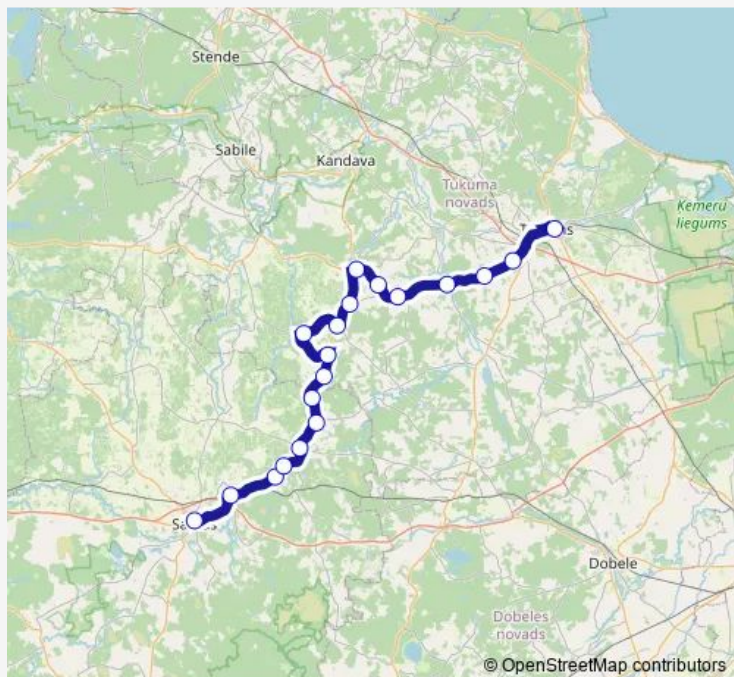 Stende
Sabile
Kandava
Tukuma
novads
Ķemeru
liegums
Dobele
Dobeles
novads
© OpenStreetMap contributors